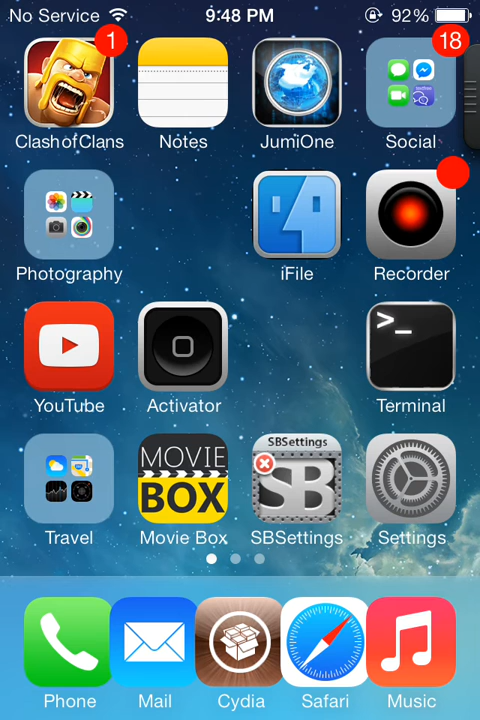 No Service 9:48 PM 92%
1 18
Clash of Clans Notes JumiOne Social
Photography iFile Recorder
>_
YouTube Activator Terminal
MOVIE SBSettings
BOX SB
Travel Movie Box SBSettings Settings
Phone Mail Cydia Safari Music